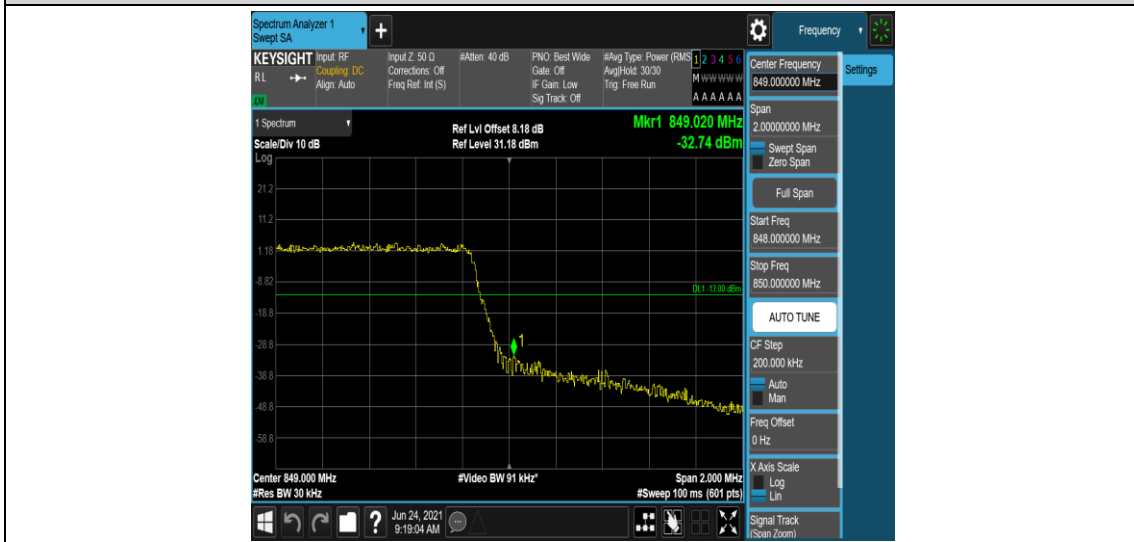 Spectrum Analyzer 1
Swept SA
+
Frequency
KEYSIGHT
RL
LXI
Input: RF
Coupling: DC
Align: Auto
Input Z: 50 Ω
Corrections: Off
Freq Ref: Int (S)
#Atten: 40 dB
PNO: Best Wide
Gate: Off
IF Gain: Low
Sig Track: Off
#Avg Type: Power (RMS
Avg|Hold: 30/30
Trig: Free Run
1 2 3 4 5 6
M W W W W W
A A A A A A
1 Spectrum
Scale/Div 10 dB
Log
Ref Lvl Offset 8.18 dB
Ref Level 31.18 dBm
Mkr1 849.020 MHz
-32.74 dBm
21.2
11.2
1.18
-8.82
-18.8
-28.8
-38.8
-48.8
-58.8
DL1 -13.00 dBm
1
Center 849.000 MHz
#Res BW 30 kHz
#Video BW 91 kHz*
Span 2.000 MHz
#Sweep 100 ms (601 pts)
?
Jun 24, 2021
9:19:04 AM
Center Frequency
849.000000 MHz
Settings
Span
2.00000000 MHz
Swept Span
Zero Span
Full Span
Start Freq
848.000000 MHz
Stop Freq
850.000000 MHz
AUTO TUNE
CF Step
200.000 kHz
Auto
Man
Freq Offset
0 Hz
X Axis Scale
Log
Lin
Signal Track
(Span Zoom)